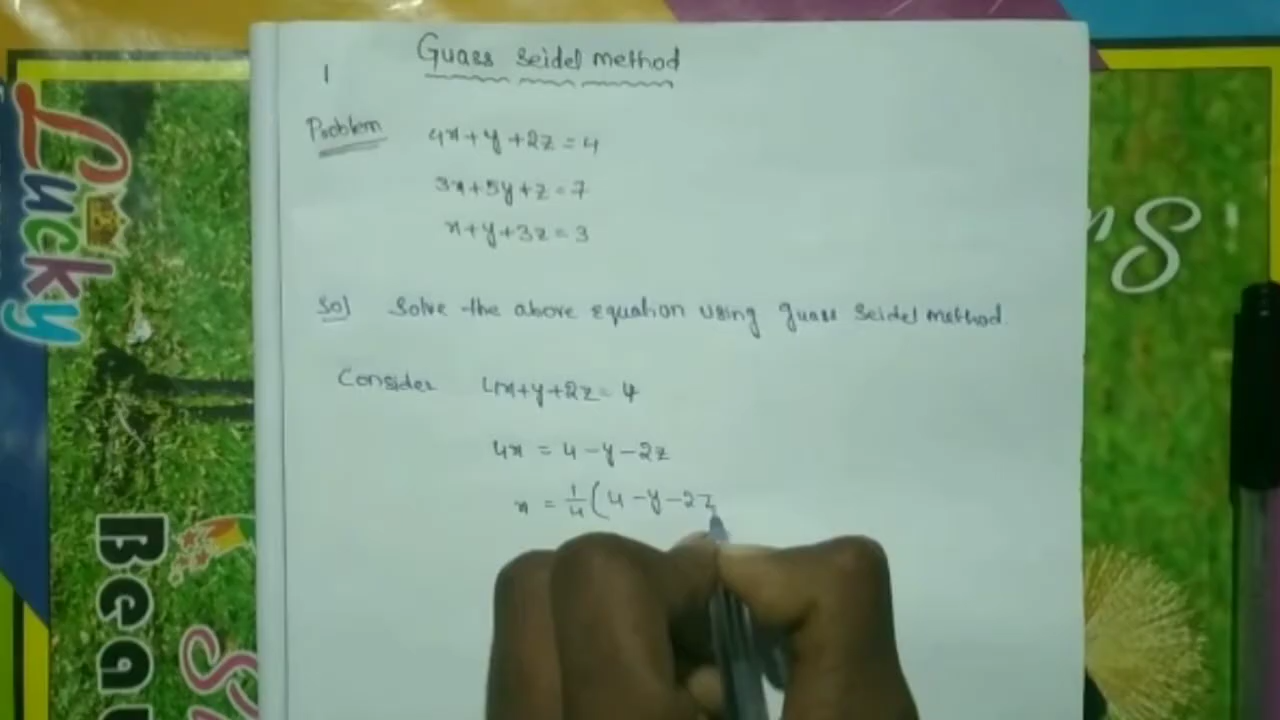 Guass Seidel method
1
Problem 4x+y+2z=4
3x+5y+z=7
x+y+3z=3
Sol Solve the above equation using guass Seidel method
Consider 4x+y+2z=4
4x = 4-y-2z
x = 1/4(4-y-2z
Lucky
Bea